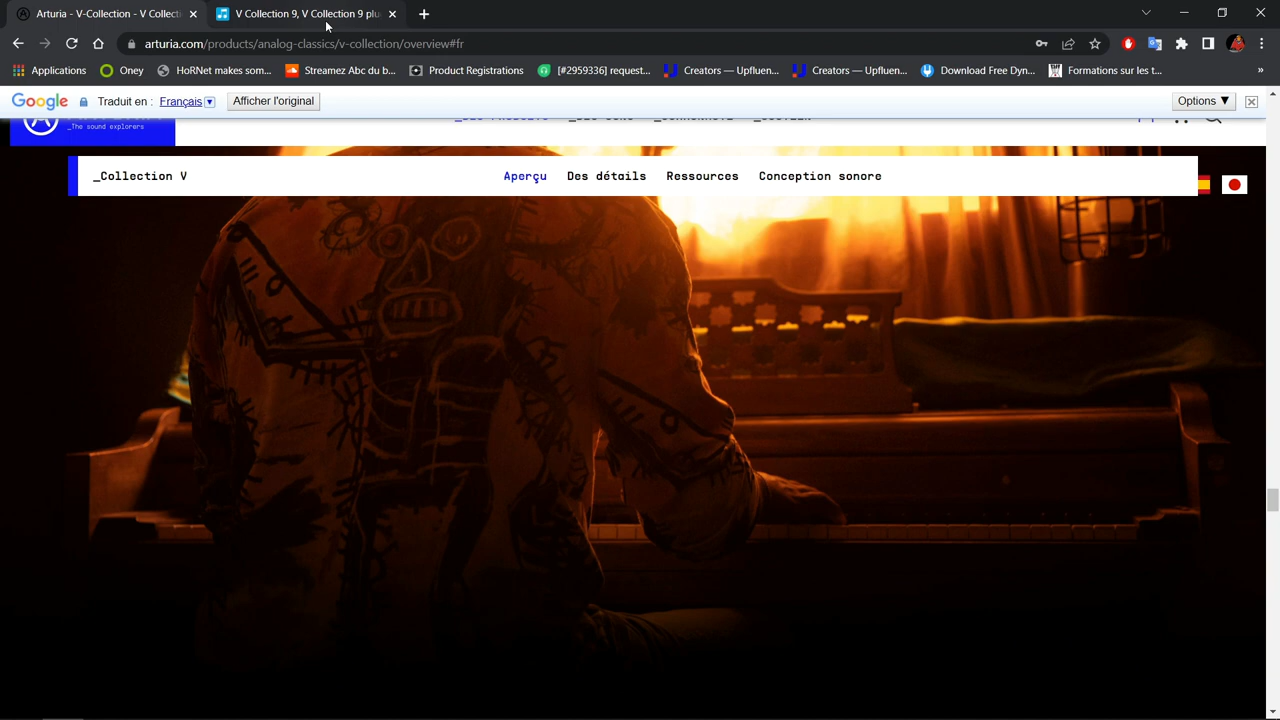 Arturia - V-Collection - V Collecti
V Collection 9, V Collection 9 plu
arturia.com/products/analog-classics/v-collection/overview#fr
Applications
Oney
HoRNet makes som...
Streamez Abc du b...
Product Registrations
[#2959336] request...
Creators — Upfluen...
Creators — Upfluen...
Download Free Dyn...
Formations sur les t...
»
Google
Traduit en :
Français
Afficher l'original
Options ▼
_The sound explorers
_Collection V
Aperçu
Des détails
Ressources
Conception sonore